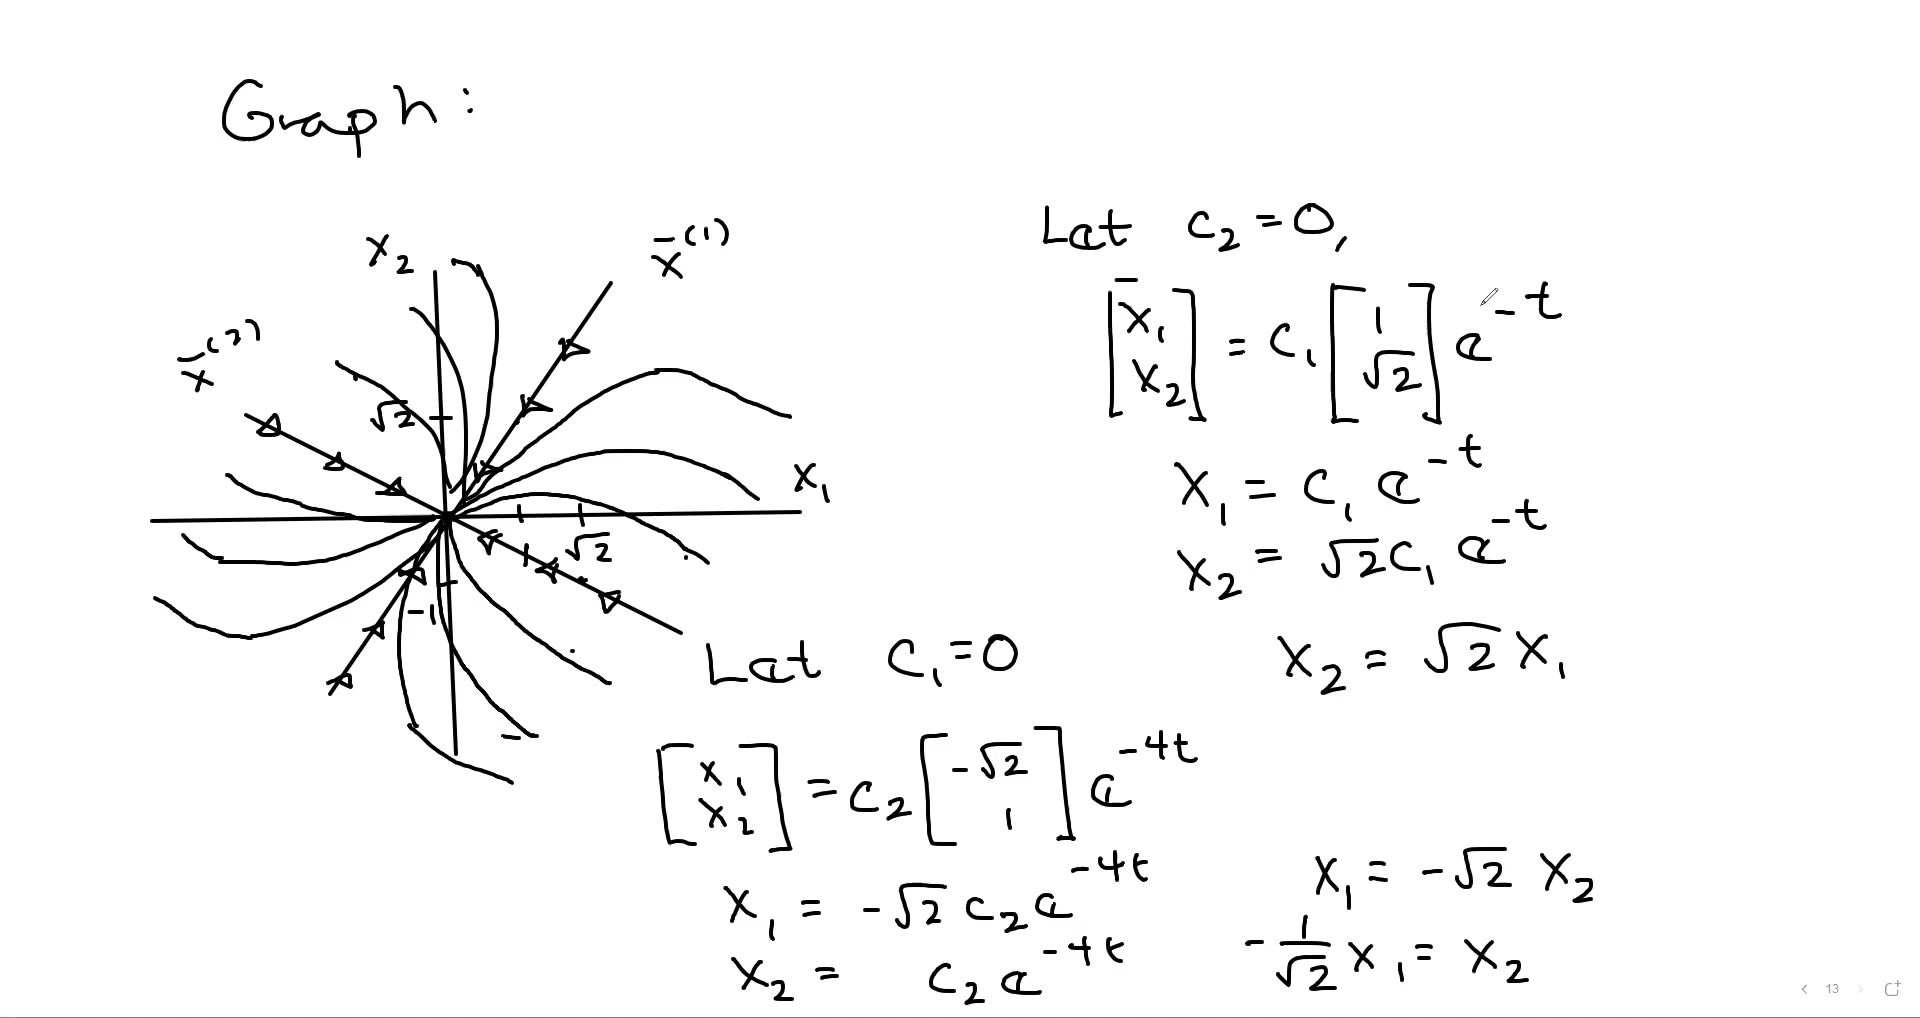 Graph:
x₂
x̄⁽¹⁾
x̄⁽²⁾
√2
x₁
1
√2
-1
Let c₂ = 0,
[x₁ x₂] = c₁ [1 √2] e^{-t}
x₁ = c₁ e^{-t}
x₂ = √2 c₁ e^{-t}
x₂ = √2 x₁
Let c₁ = 0
[x₁ x₂] = c₂ [-√2 1] e^{-4t}
x₁ = -√2 c₂ e^{-4t}
x₂ = c₂ e^{-4t}
x₁ = -√2 x₂
-1/√2 x₁ = x₂
13